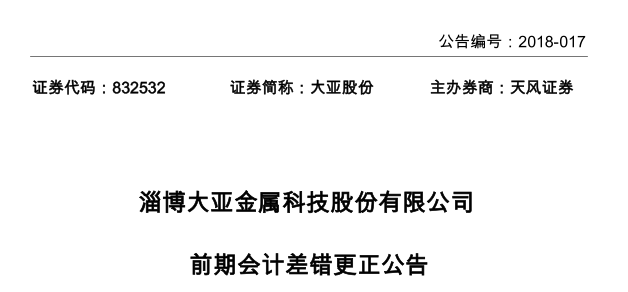 公告编号：2018-017
证券代码：832532 证券简称：大亚股份 主办券商：天风证券
淄博大亚金属科技股份有限公司
前期会计差错更正公告